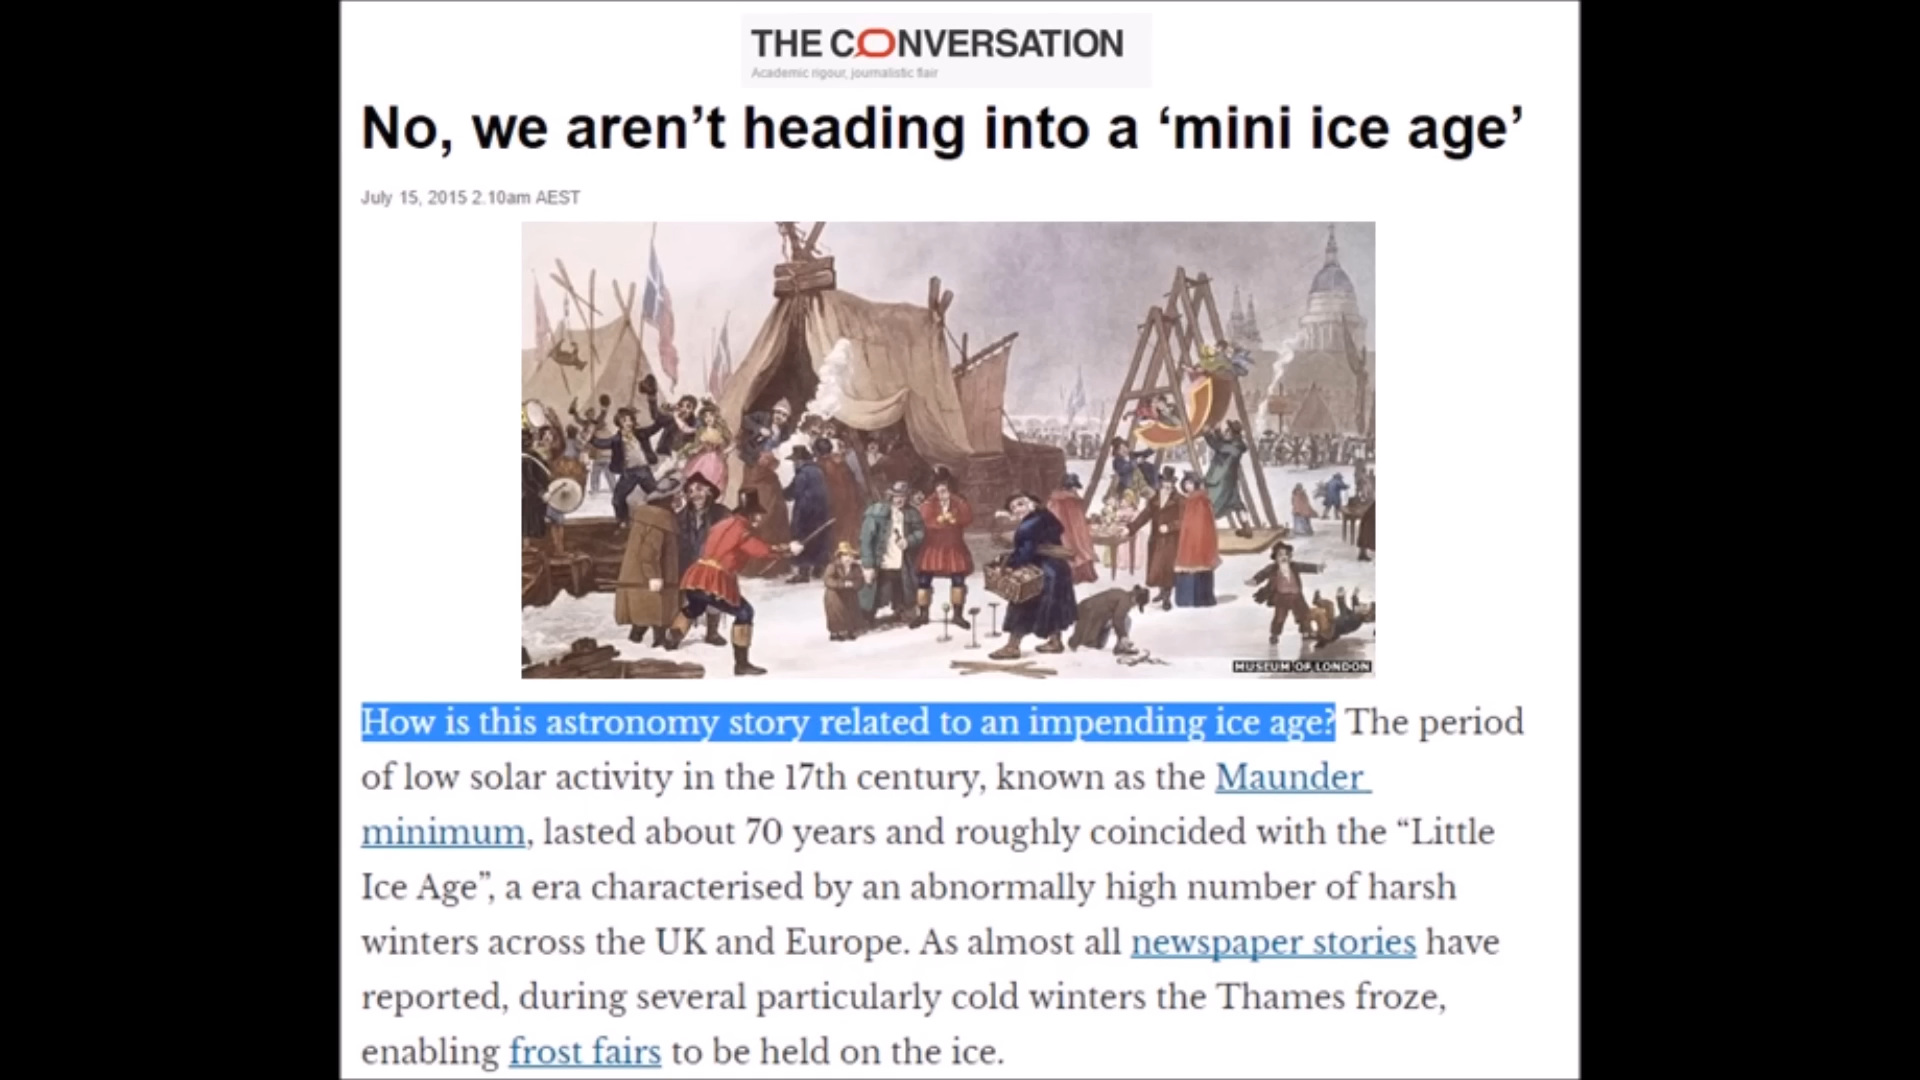 THE CONVERSATION
Academic rigour, journalistic flair
No, we aren’t heading into a ‘mini ice age’
July 15, 2015 2.10am AEST
MUSEUM OF LONDON
How is this astronomy story related to an impending ice age? The period
of low solar activity in the 17th century, known as the Maunder
minimum, lasted about 70 years and roughly coincided with the “Little
Ice Age”, a era characterised by an abnormally high number of harsh
winters across the UK and Europe. As almost all newspaper stories have
reported, during several particularly cold winters the Thames froze,
enabling frost fairs to be held on the ice.